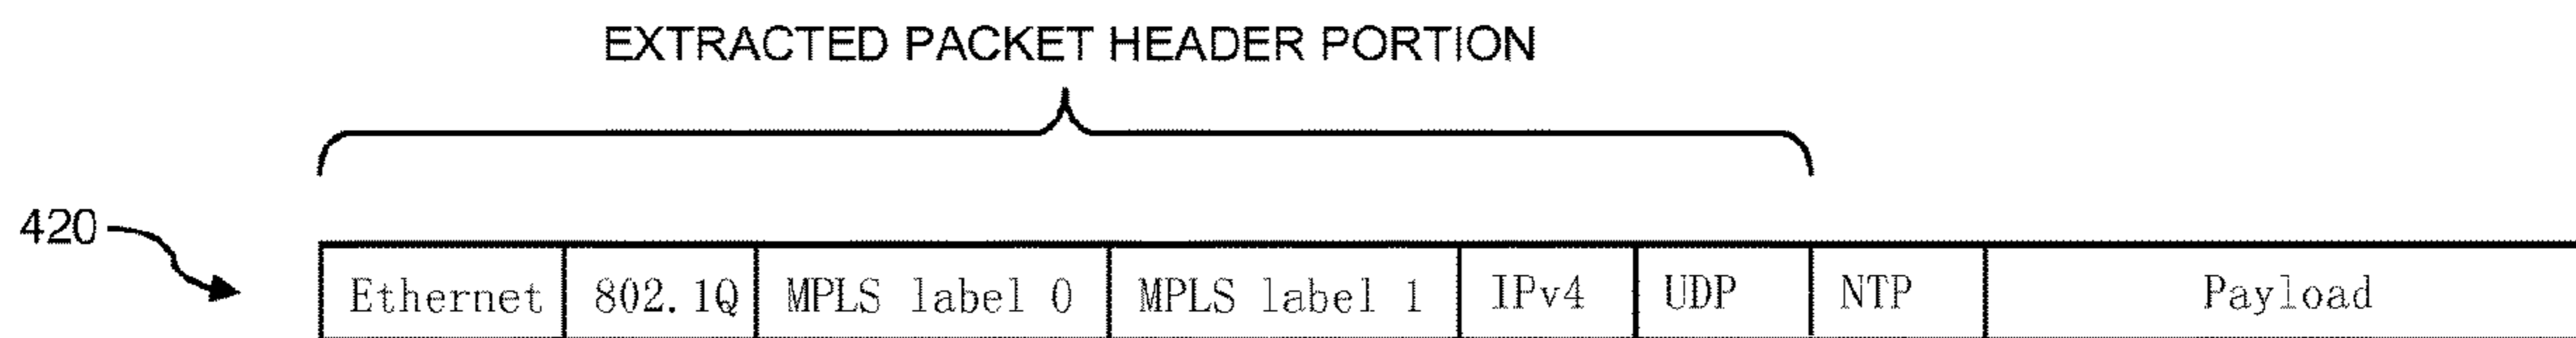 EXTRACTED PACKET HEADER PORTION
420
Ethernet 802.1Q MPLS label 0 MPLS label 1 IPv4 UDP NTP Payload